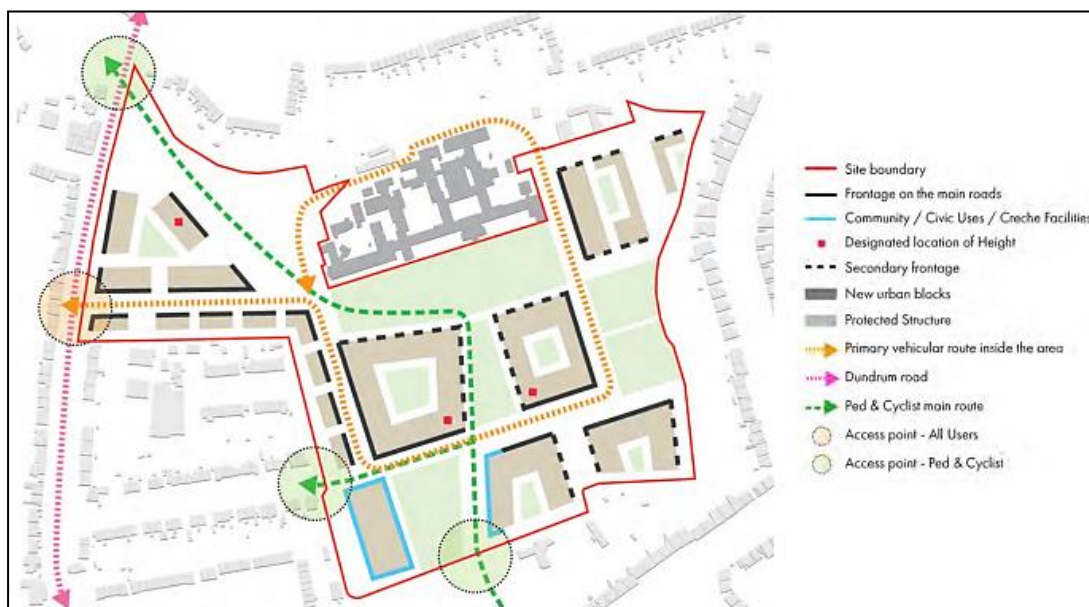 Site boundary
Frontage on the main roads
Community / Civic Uses / Creche Facilities
Designated location of Height
Secondary frontage
New urban blocks
Protected Structure
Primary vehicular route inside the area
Dundrum road
Ped & Cyclist main route
Access point - All Users
Access point - Ped & Cyclist